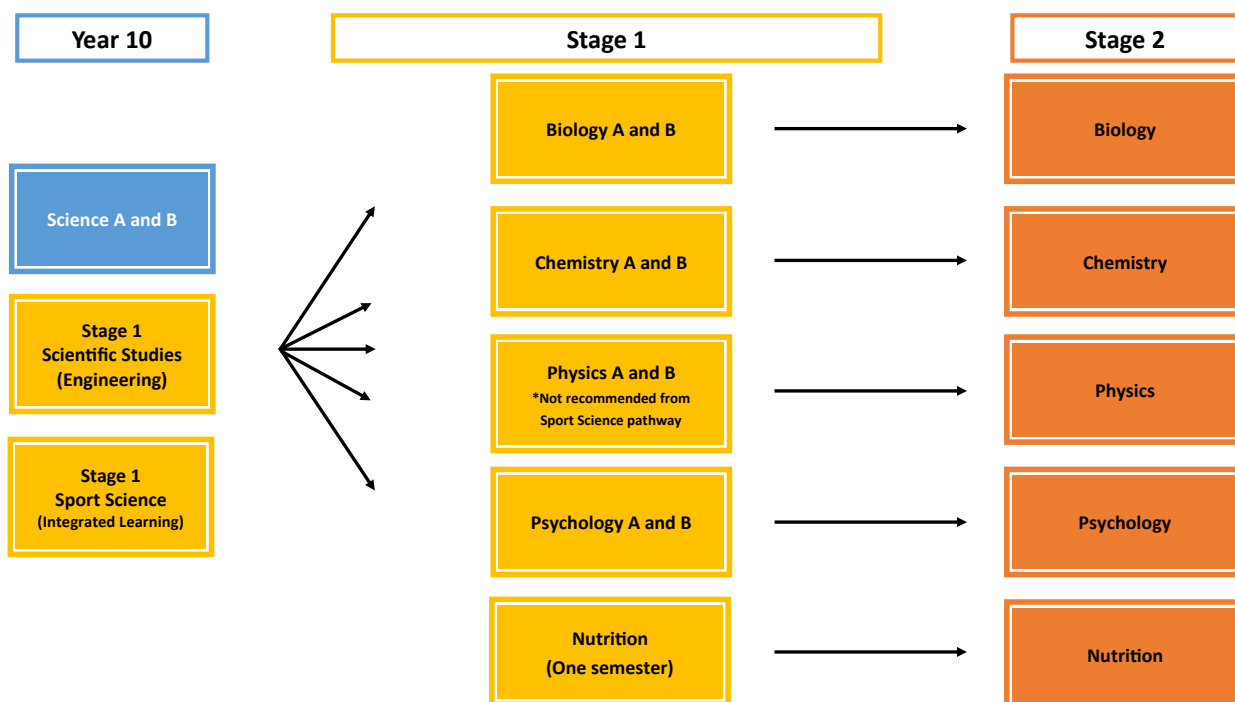 Year 10
Stage 1
Stage 2
Science A and B
Stage 1
Scientific Studies
(Engineering)
Stage 1
Sport Science
(Integrated Learning)
Biology A and B
Chemistry A and B
Physics A and B
*Not recommended from
Sport Science pathway
Psychology A and B
Nutrition
(One semester)
Biology
Chemistry
Physics
Psychology
Nutrition